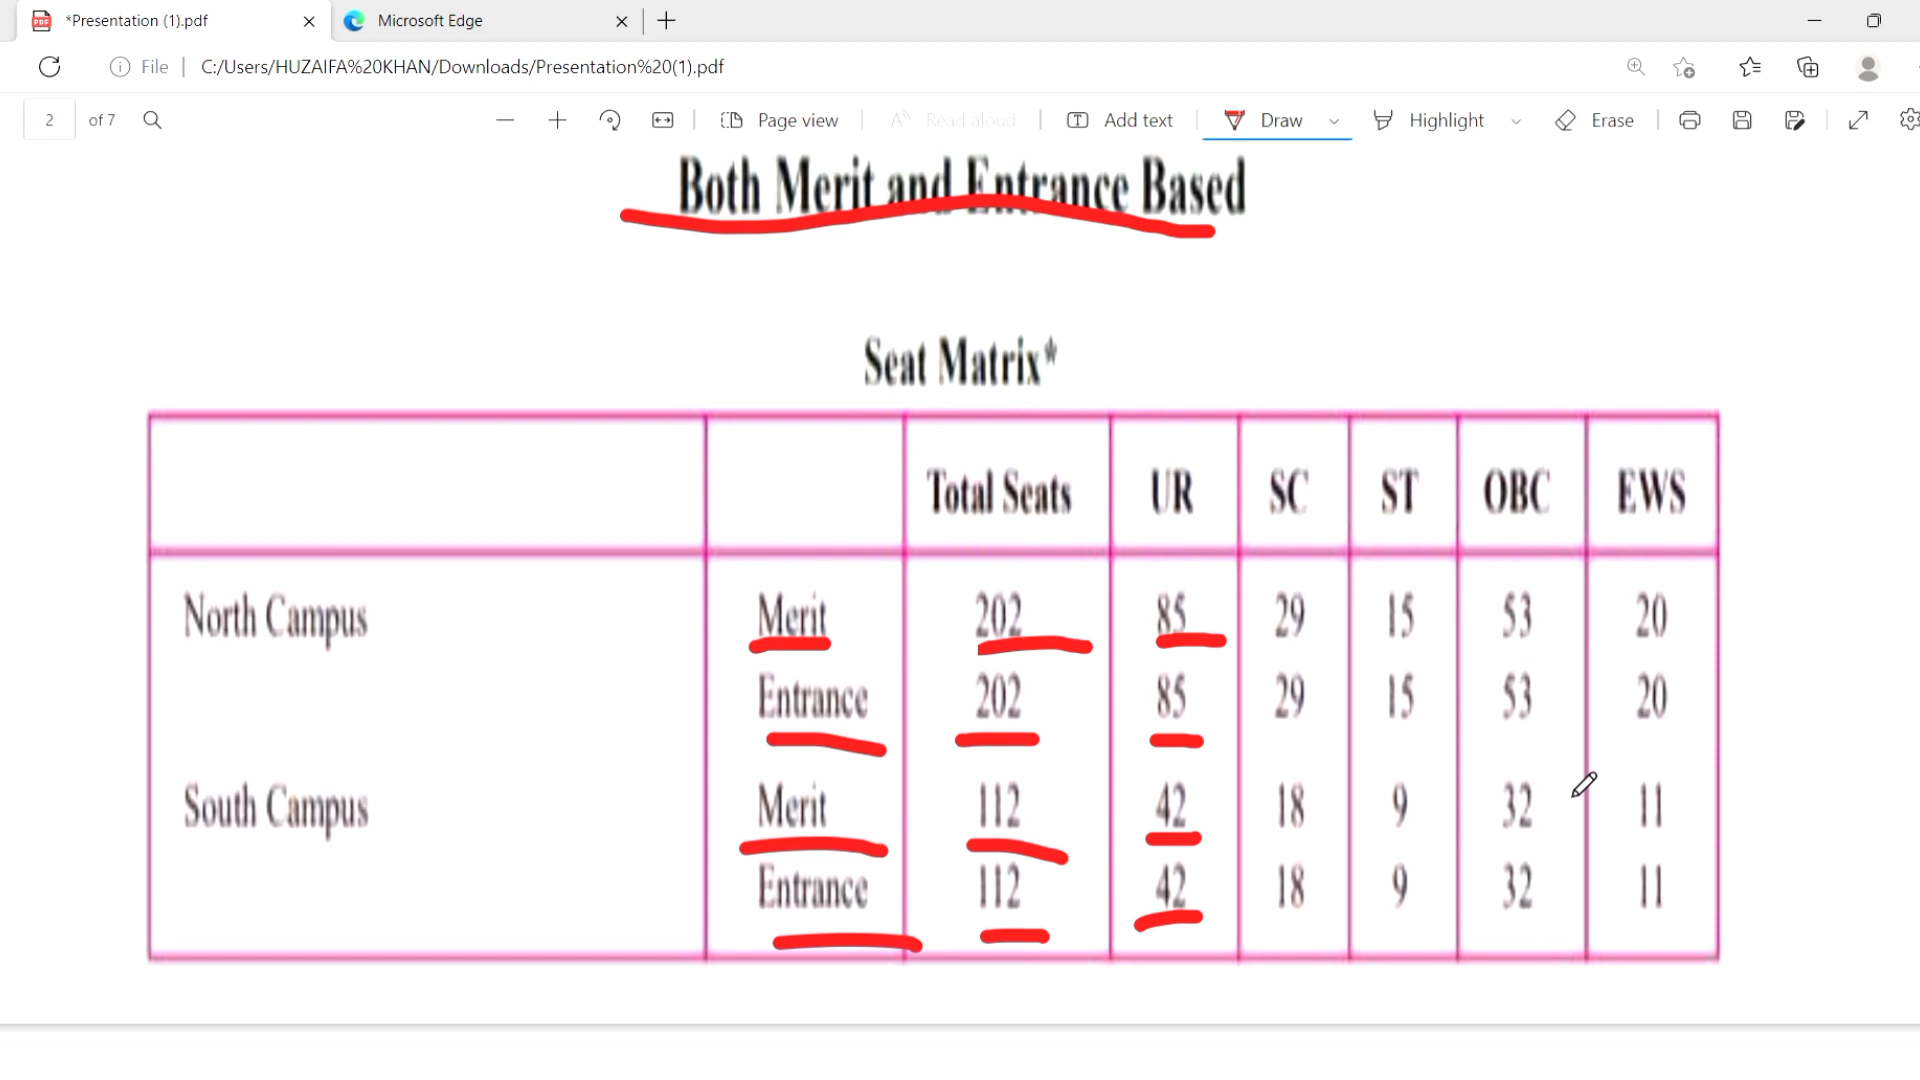 *Presentation (1).pdf
Microsoft Edge
File | C:/Users/HUZAIFA%20KHAN/Downloads/Presentation%20(1).pdf
2 of 7 Page view Read aloud Add text Draw Highlight Erase
Both Merit and Entrance Based
Seat Matrix*
Total Seats UR SC ST OBC EWS
North Campus Merit 202 85 29 15 53 20
Entrance 202 85 29 15 53 20
South Campus Merit 112 42 18 9 32 11
Entrance 112 42 18 9 32 11